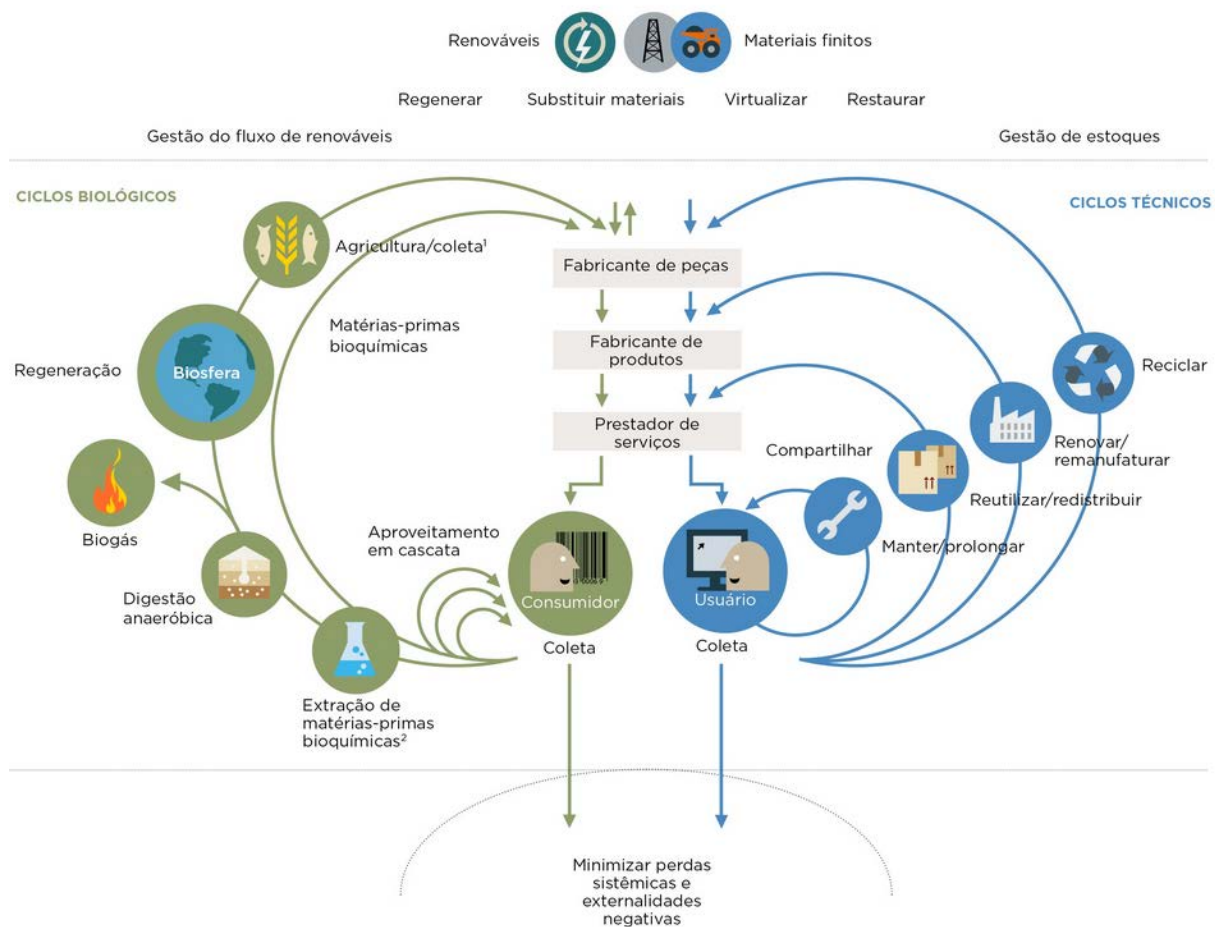 Renováveis
Materiais finitos
Regenerar
Substituir materiais
Virtualizar
Restaurar
Gestão do fluxo de renováveis
Gestão de estoques
CICLOS BIOLÓGICOS
CICLOS TÉCNICOS
Agricultura/coleta¹
Fabricante de peças
Matérias-primas
bioquímicas
Fabricante de
produtos
Regeneração
Biosfera
Reciclar
Prestador de
serviços
Compartilhar
Renovar/
remanufaturar
Reutilizar/redistribuir
Biogás
Aproveitamento
em cascata
Manter/prolongar
Digestão
anaeróbica
Consumidor
Usuário
Coleta
Coleta
Extração de
matérias-primas
bioquímicas²
Minimizar perdas
sistêmicas e
externalidades
negativas